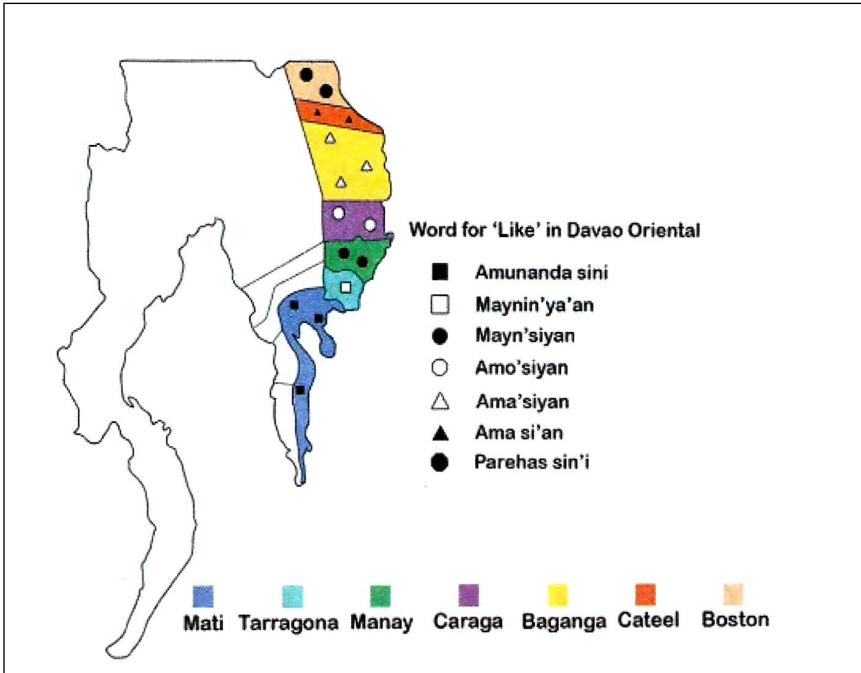 Word for 'Like' in Davao Oriental
Amunanda sini
Maynin'ya'an
Mayn'siyan
Amo'siyan
Ama'siyan
Ama si'an
Parehas sin'i
Mati Tarragona Manay Caraga Baganga Cateel Boston